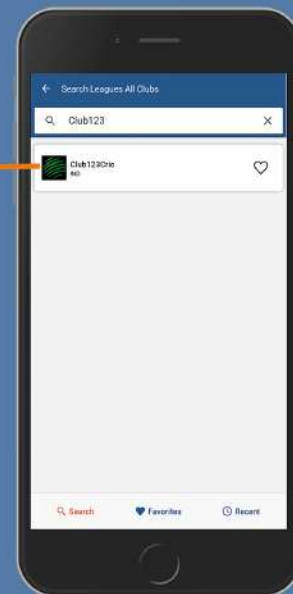 Search Leagues All Clubs
Club123
Club123Cric
Search Favorites Recent